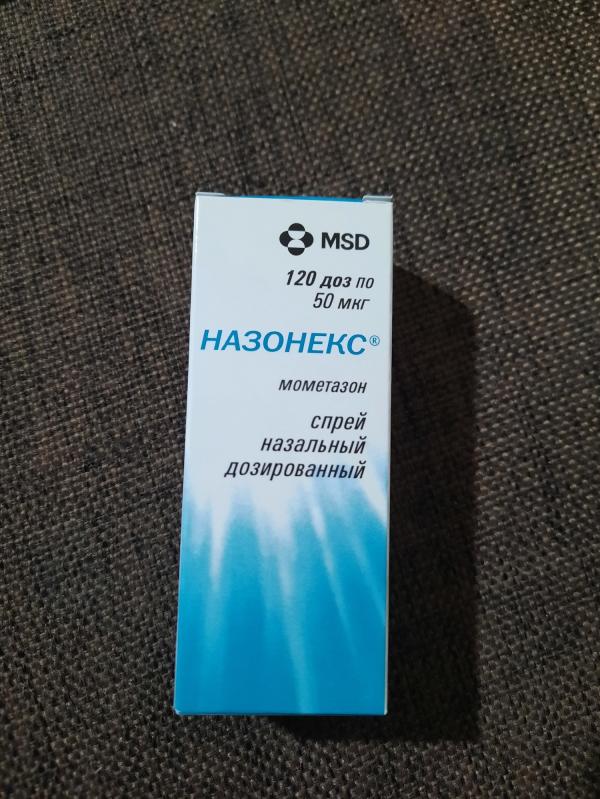 MSD
120 доз по
50 мкг
НАЗОНЕКС®
мометазон
спрей
назальный
дозированный